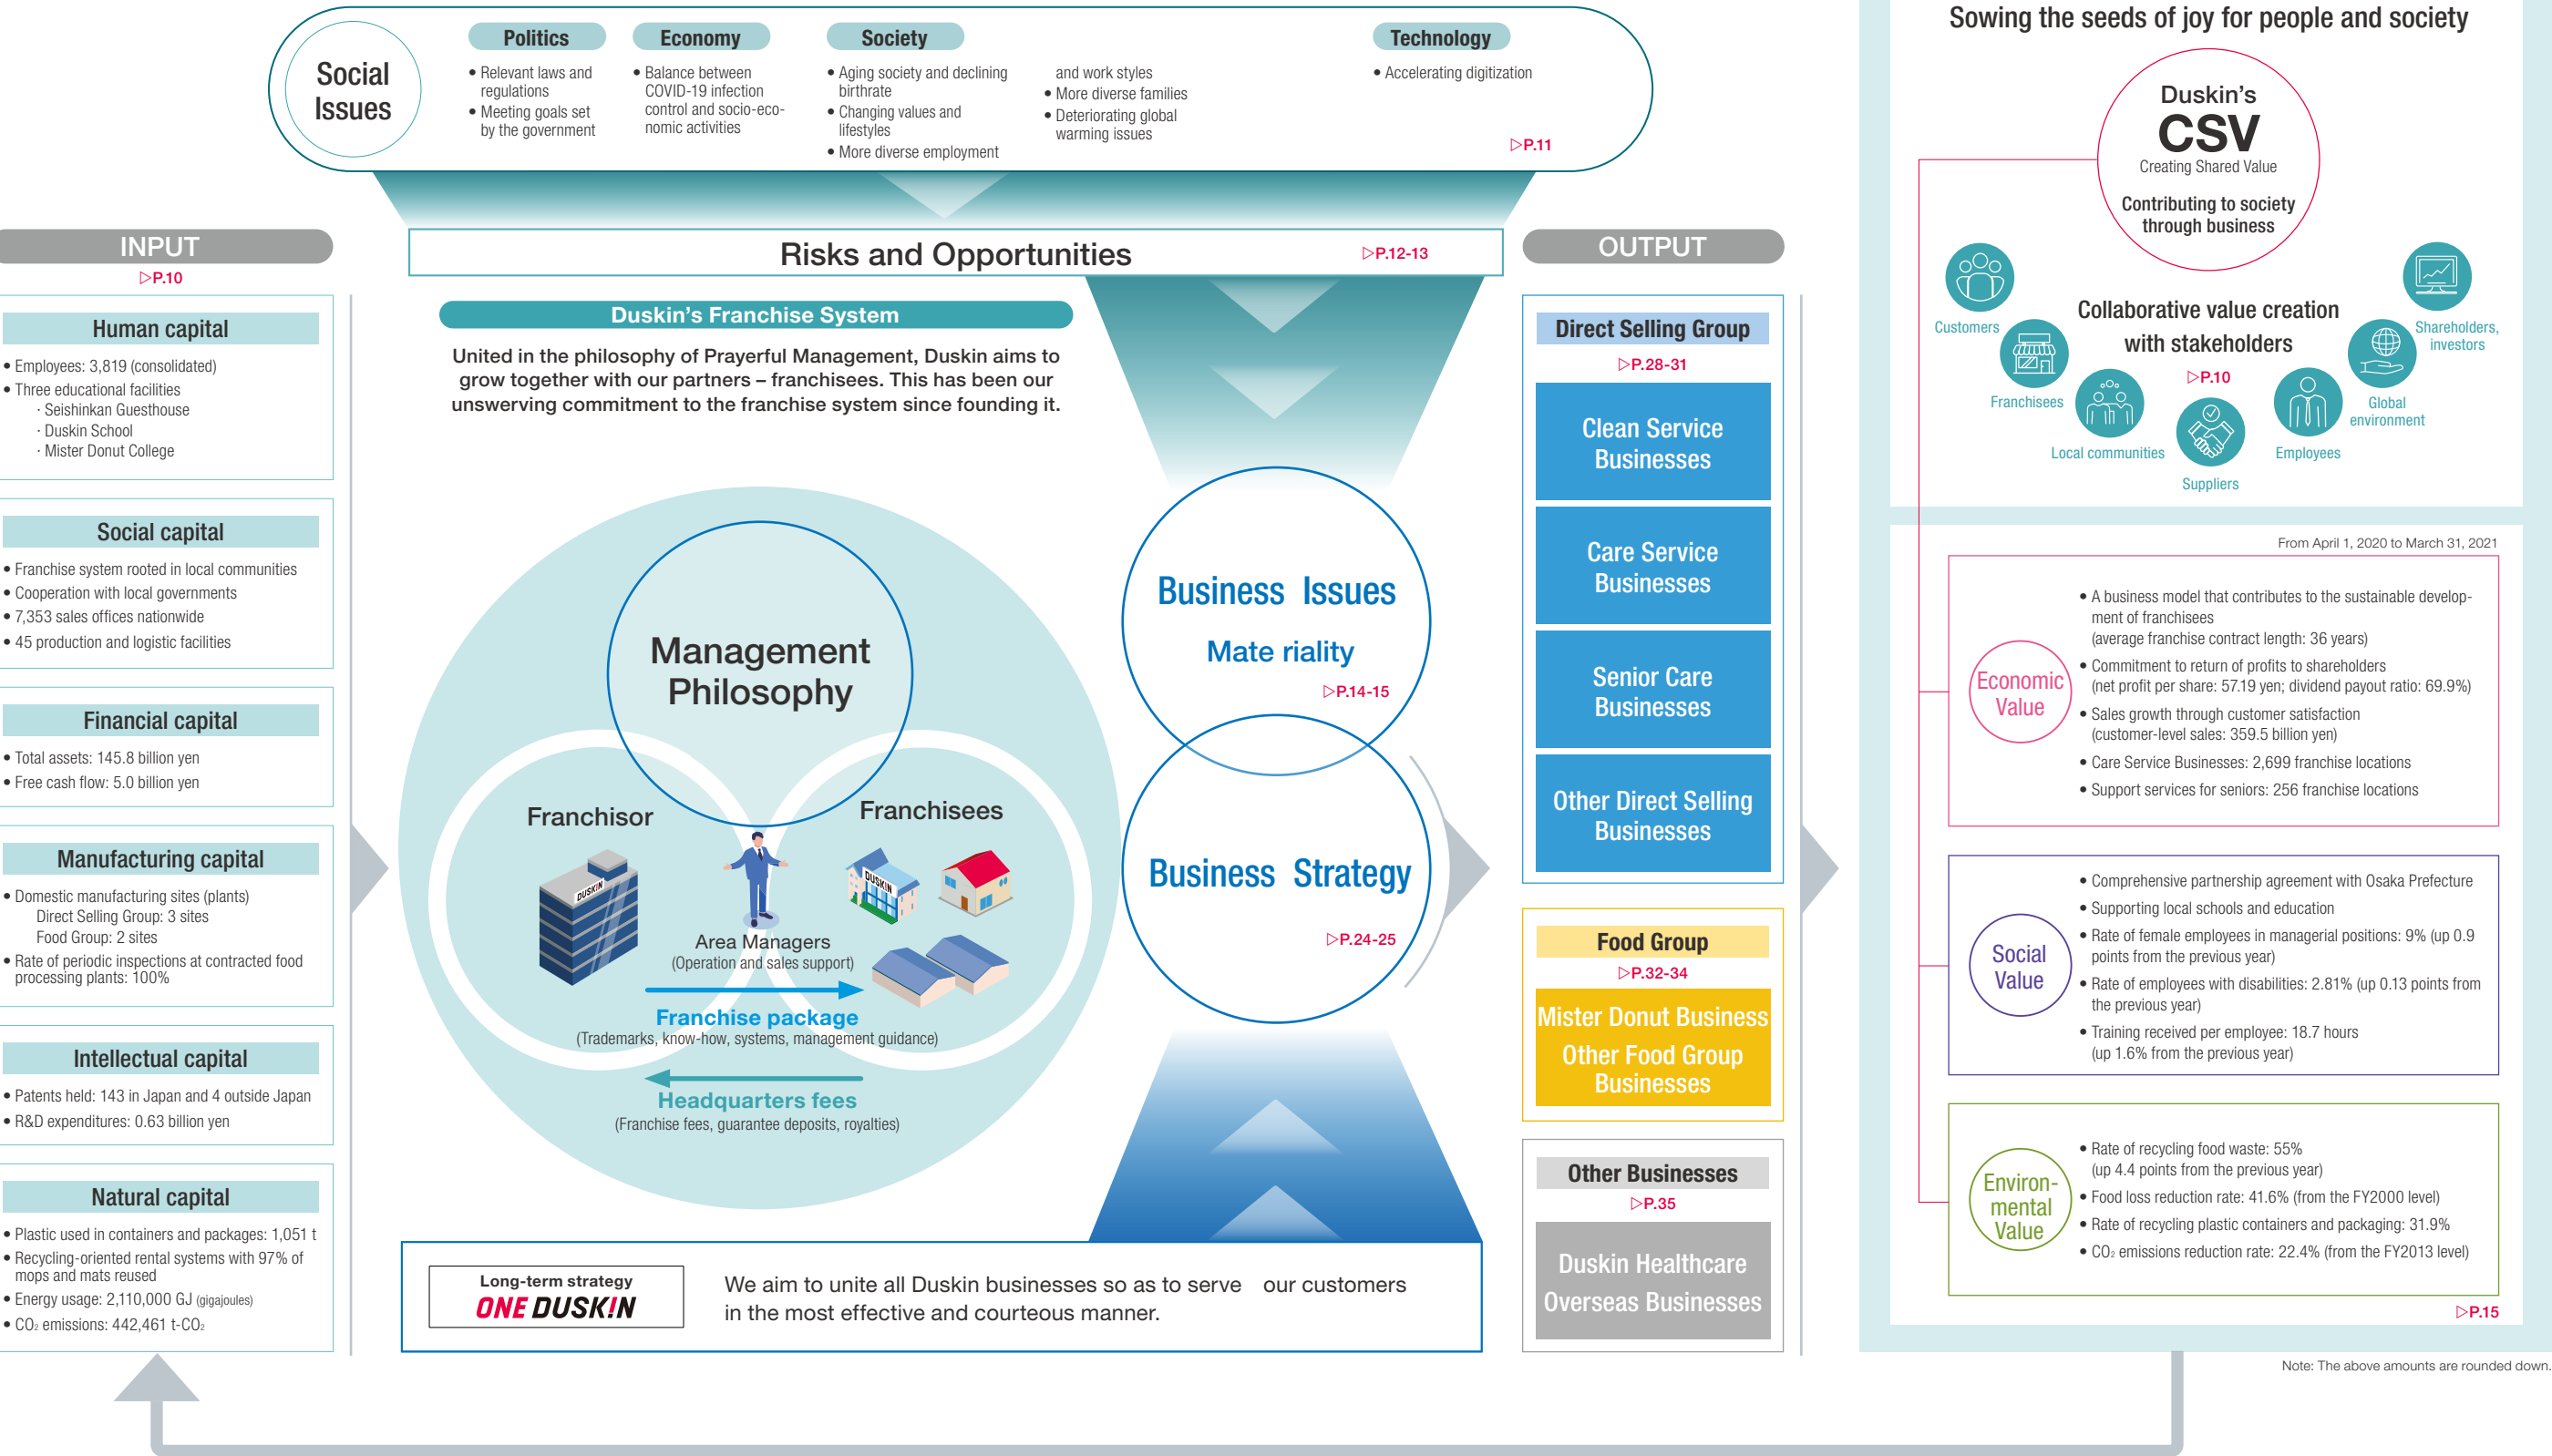 Social
Issues
Politics
• Relevant laws and
regulations
• Meeting goals set
by the government
Economy
• Balance between
COVID-19 infection
control and socio-eco-
nomic activities
Society
• Aging society and declining
birthrate
• Changing values and
lifestyles
• More diverse employment
and work styles
• More diverse families
• Deteriorating global
warming issues
Technology
• Accelerating digitization
▷P.11
Risks and Opportunities
▷P.12-13
INPUT
▷P.10
Human capital
• Employees: 3,819 (consolidated)
• Three educational facilities
· Seishinkan Guesthouse
· Duskin School
· Mister Donut College
Social capital
• Franchise system rooted in local communities
• Cooperation with local governments
• 7,353 sales offices nationwide
• 45 production and logistic facilities
Financial capital
• Total assets: 145.8 billion yen
• Free cash flow: 5.0 billion yen
Manufacturing capital
• Domestic manufacturing sites (plants)
Direct Selling Group: 3 sites
Food Group: 2 sites
• Rate of periodic inspections at contracted food
processing plants: 100%
Intellectual capital
• Patents held: 143 in Japan and 4 outside Japan
• R&D expenditures: 0.63 billion yen
Natural capital
• Plastic used in containers and packages: 1,051 t
• Recycling-oriented rental systems with 97% of
mops and mats reused
• Energy usage: 2,110,000 GJ (gigajoules)
• CO₂ emissions: 442,461 t-CO₂
Duskin's Franchise System
United in the philosophy of Prayerful Management, Duskin aims to
grow together with our partners – franchisees. This has been our
unswerving commitment to the franchise system since founding it.
Management
Philosophy
Franchisor
Franchisees
DUSKIN
DUSKIN
Area Managers
(Operation and sales support)
Franchise package
(Trademarks, know-how, systems, management guidance)
Headquarters fees
(Franchise fees, guarantee deposits, royalties)
Business Issues
Mate riality
▷P.14-15
Business Strategy
▷P.24-25
Long-term strategy
ONE DUSK!N
We aim to unite all Duskin businesses so as to serve our customers
in the most effective and courteous manner.
OUTPUT
Direct Selling Group
▷P.28-31
Clean Service
Businesses
Care Service
Businesses
Senior Care
Businesses
Other Direct Selling
Businesses
Food Group
▷P.32-34
Mister Donut Business
Other Food Group
Businesses
Other Businesses
▷P.35
Duskin Healthcare
Overseas Businesses
Sowing the seeds of joy for people and society
Duskin's
CSV
Creating Shared Value
Contributing to society
through business
Collaborative value creation
with stakeholders
▷P.10
Customers
Franchisees
Local communities
Suppliers
Employees
Global
environment
Shareholders,
investors
From April 1, 2020 to March 31, 2021
Economic
Value
• A business model that contributes to the sustainable develop-
ment of franchisees
(average franchise contract length: 36 years)
• Commitment to return of profits to shareholders
(net profit per share: 57.19 yen; dividend payout ratio: 69.9%)
• Sales growth through customer satisfaction
(customer-level sales: 359.5 billion yen)
• Care Service Businesses: 2,699 franchise locations
• Support services for seniors: 256 franchise locations
Social
Value
• Comprehensive partnership agreement with Osaka Prefecture
• Supporting local schools and education
• Rate of female employees in managerial positions: 9% (up 0.9
points from the previous year)
• Rate of employees with disabilities: 2.81% (up 0.13 points from
the previous year)
• Training received per employee: 18.7 hours
(up 1.6% from the previous year)
Environ-
mental
Value
• Rate of recycling food waste: 55%
(up 4.4 points from the previous year)
• Food loss reduction rate: 41.6% (from the FY2000 level)
• Rate of recycling plastic containers and packaging: 31.9%
• CO₂ emissions reduction rate: 22.4% (from the FY2013 level)
▷P.15
Note: The above amounts are rounded down.